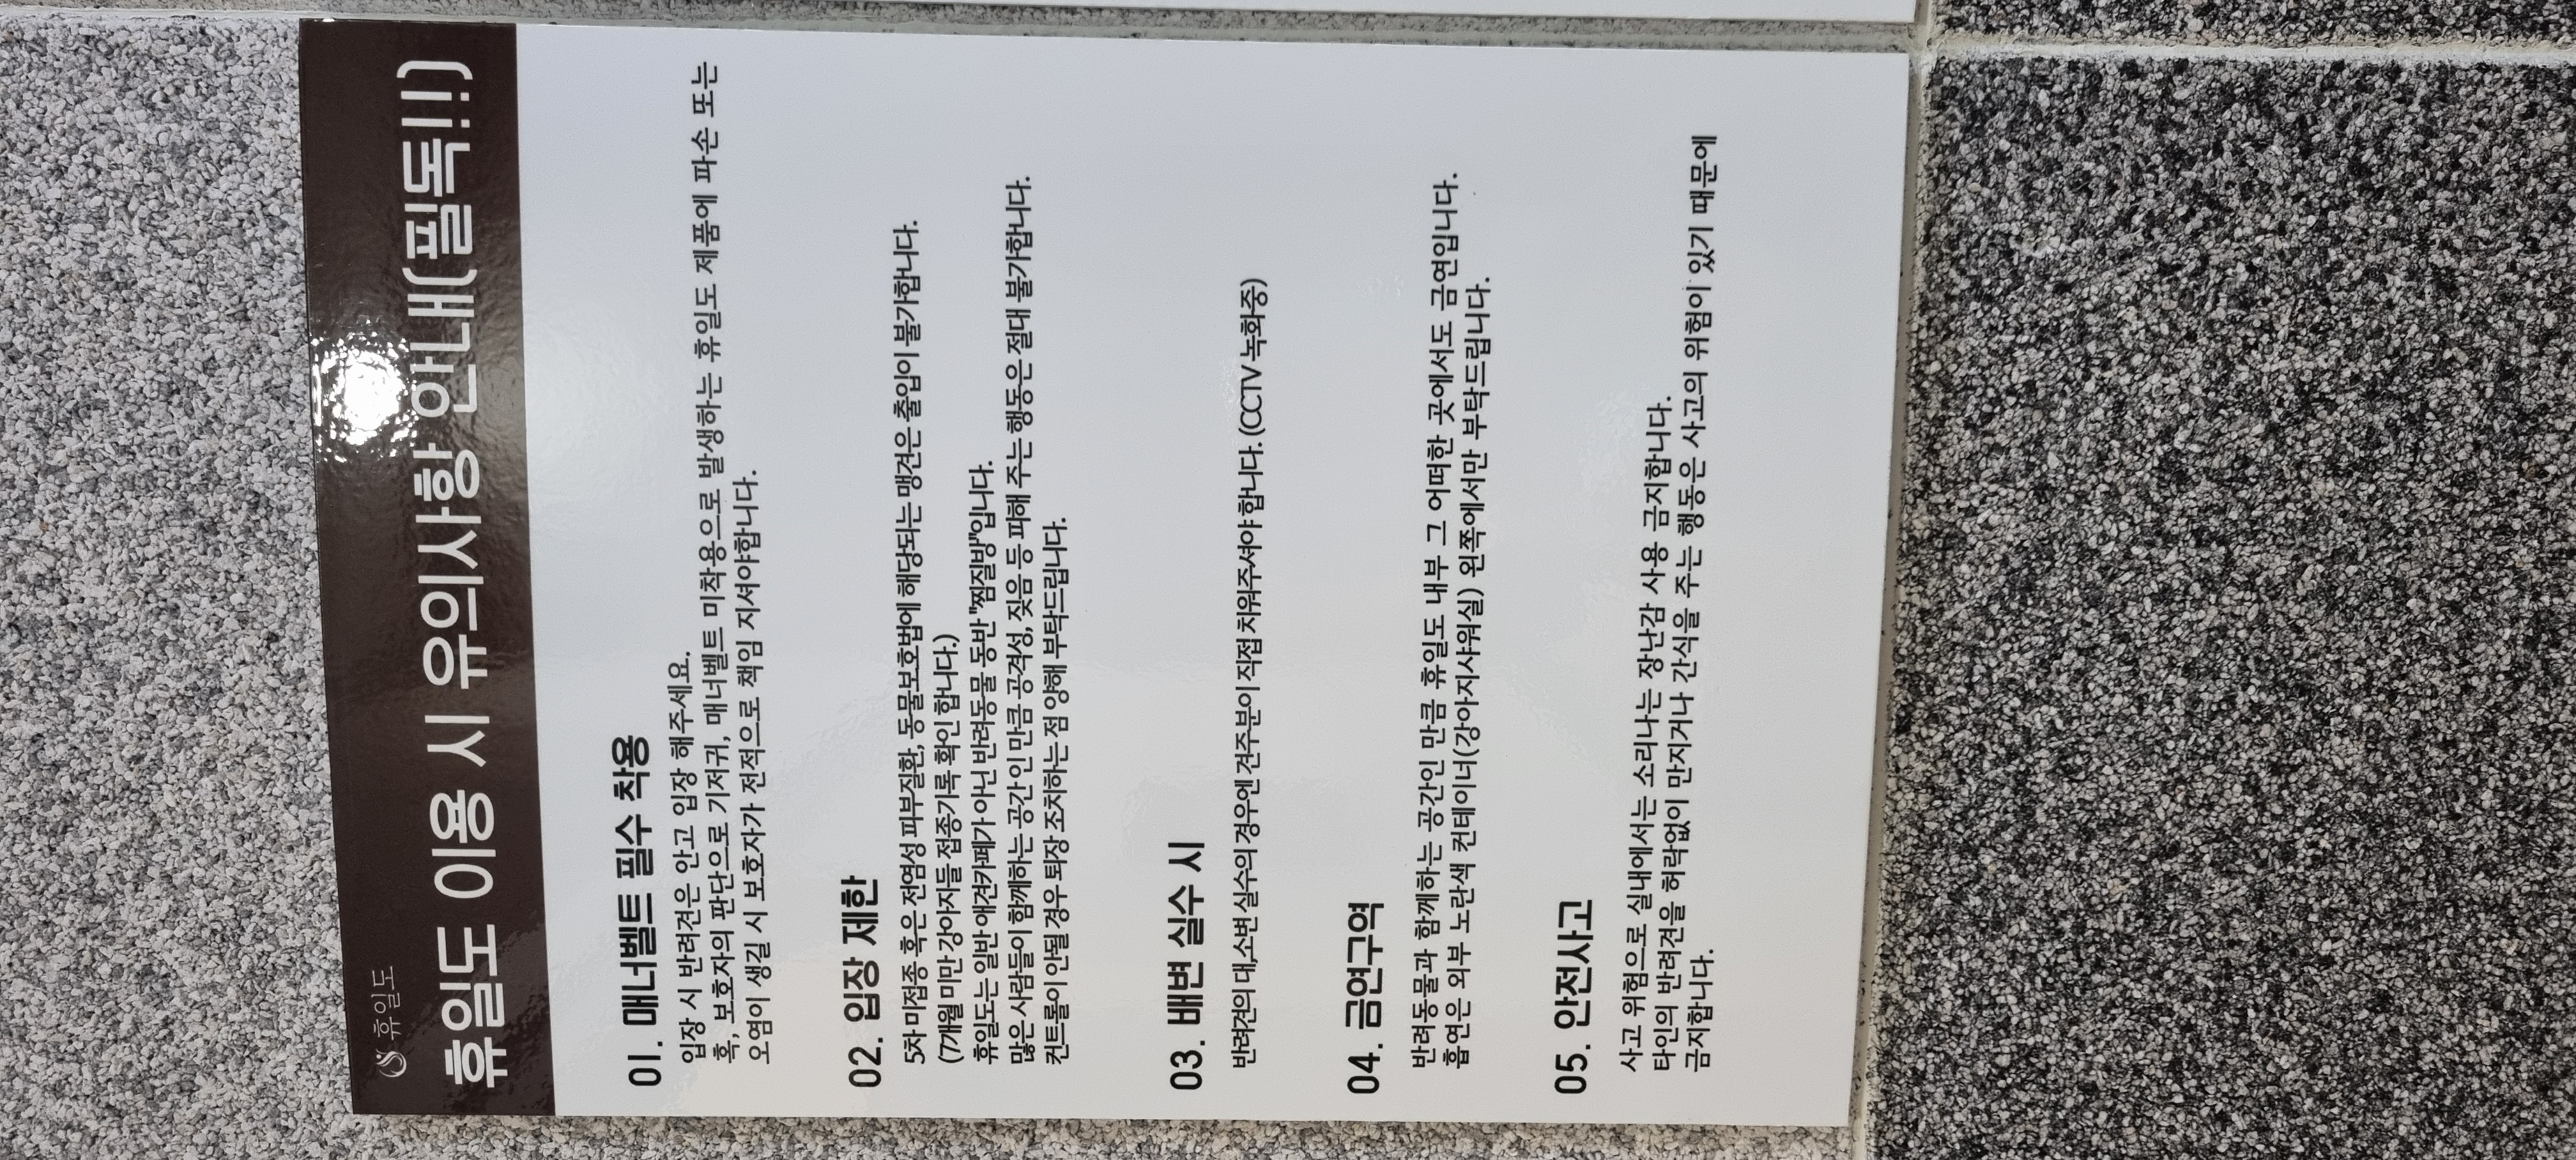 휴일도
휴일도 이용 시 유의사항 안내(필독!!)
01. 매너벨트 필수 착용
입장 시 반려견은 안고 입장 해주세요.
혹, 보호자의 판단으로 기저귀, 매너벨트 미착용으로 발생하는 휴일도 제품에 파손 또는
오염이 생길 시 보호자가 전적으로 책임 지셔야합니다.
02. 입장 제한
5차 미접종 혹은 전염성 피부질환, 동물보호법에 해당되는 맹견은 출입이 불가합니다.
(7개월 미만 강아지들 접종기록 확인 합니다.)
휴일도는 일반 애견카페가 아닌 반려동물 동반 "찜질방"입니다.
많은 사람들이 함께하는 공간 인 만큼 공격성, 짖음 등 피해 주는 행동은 절대 불가합니다.
컨트롤이 안될 경우 퇴장 조치하는 점 양해 부탁드립니다.
03. 배변 실수 시
반려견의 대,소변 실수의 경우엔 견주분이 직접 치워주셔야 합니다. (CCTV 녹화중)
04. 금연구역
반려동물과 함께하는 공간인 만큼 휴일도 내부 그 어떠한 곳에서도 금연입니다.
흡연은 외부 노란색 컨테이너(강아지샤워실) 왼쪽에서만 부탁드립니다.
05. 안전사고
사고 위험으로 실내에서는 소리나는 장난감 사용 금지합니다.
타인의 반려견을 허락없이 만지거나 간식을 주는 행동은 사고의 위험이 있기 때문에
금지합니다.